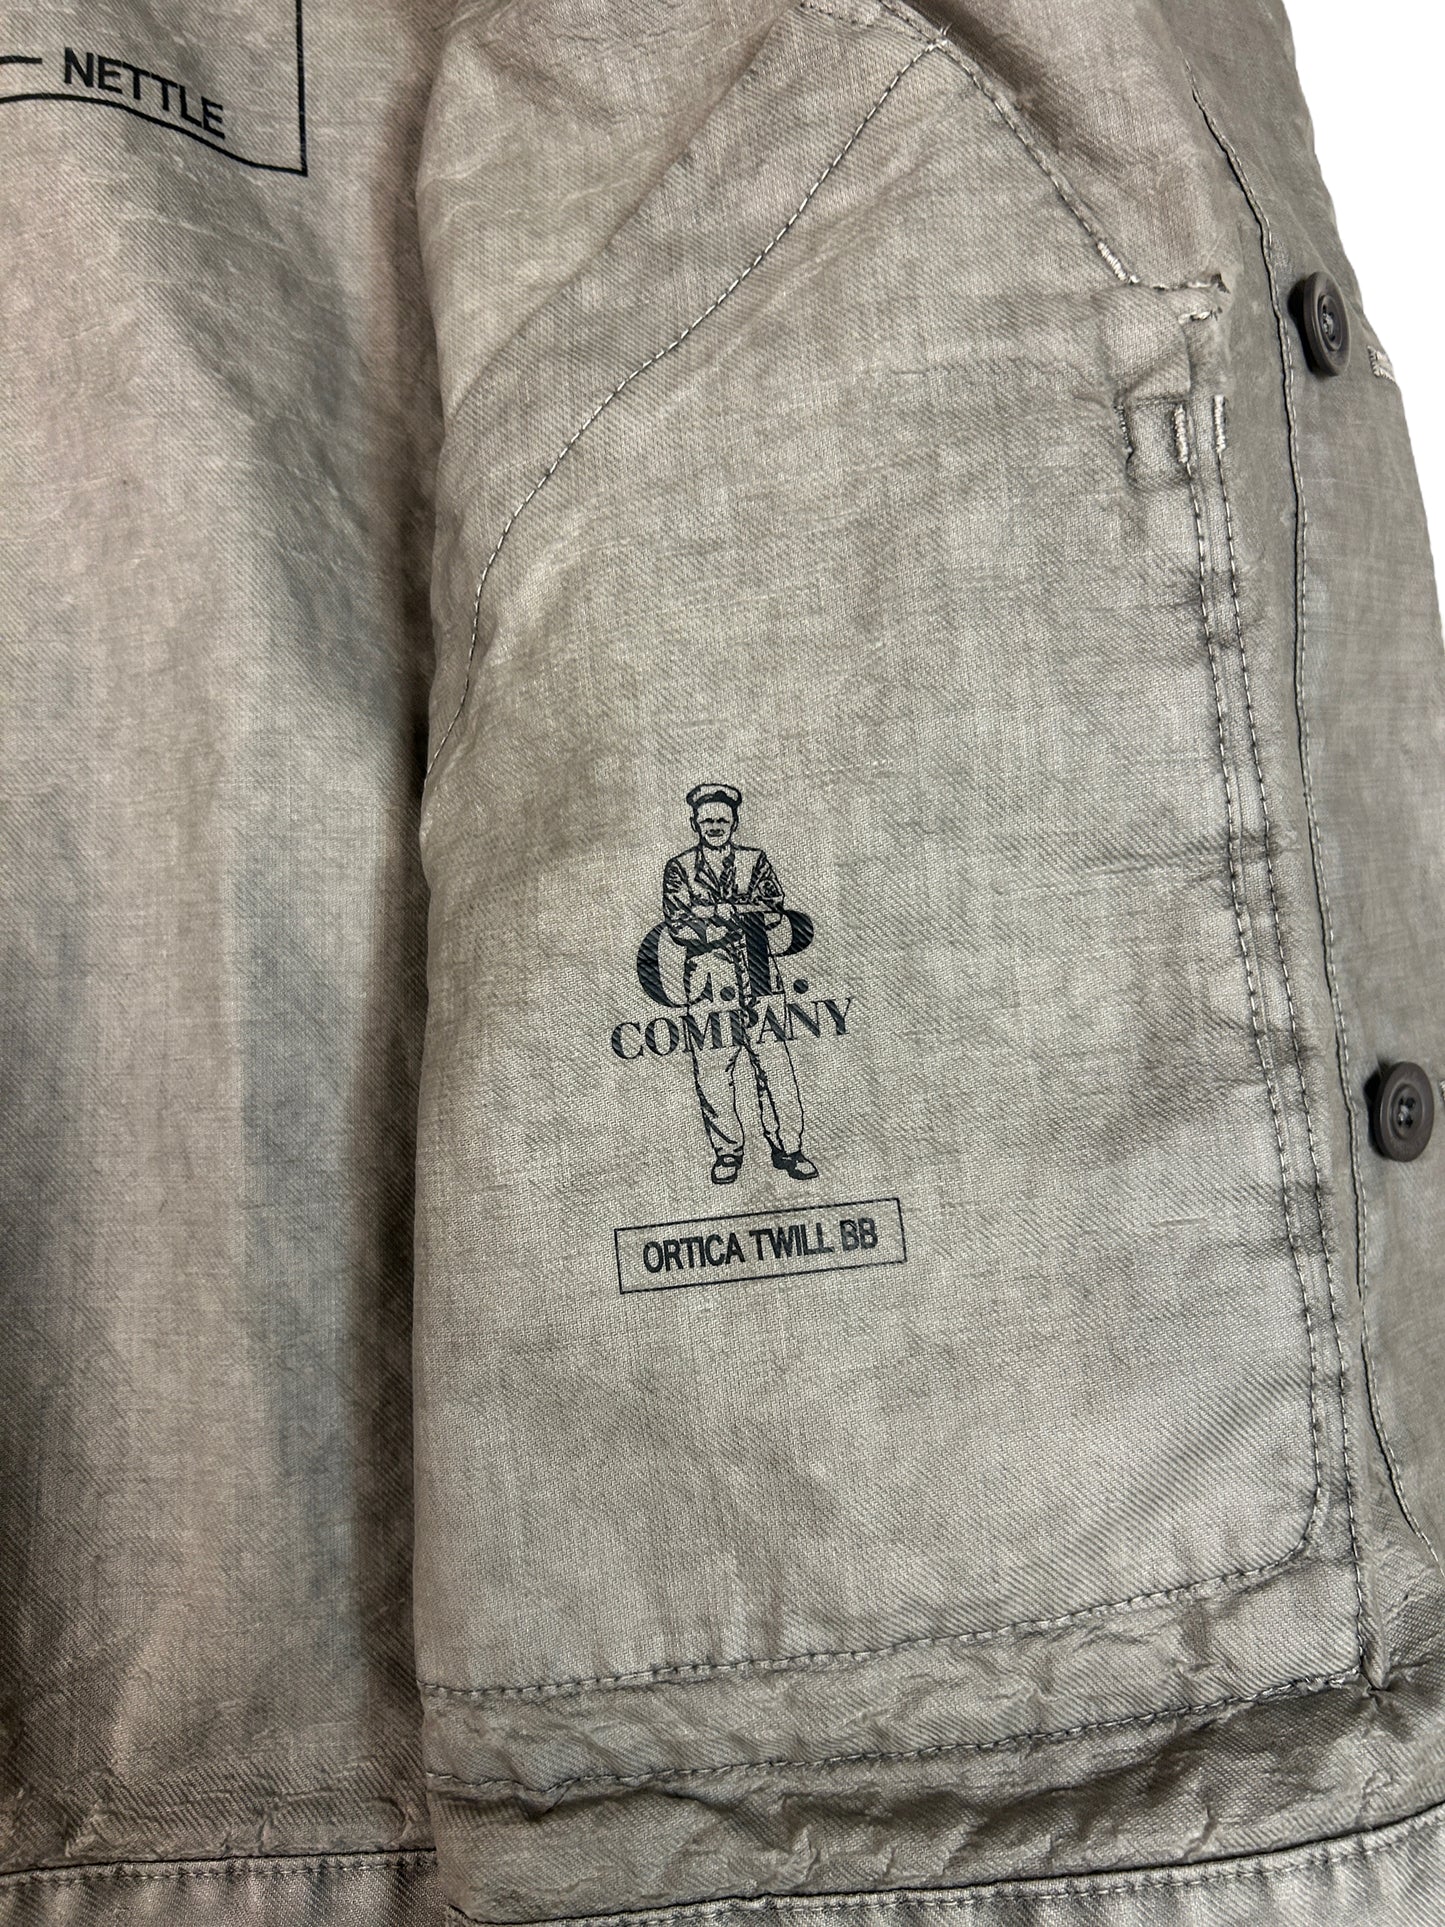 NETTLE
C.P.
COMPANY
ORTICA TWILL BB